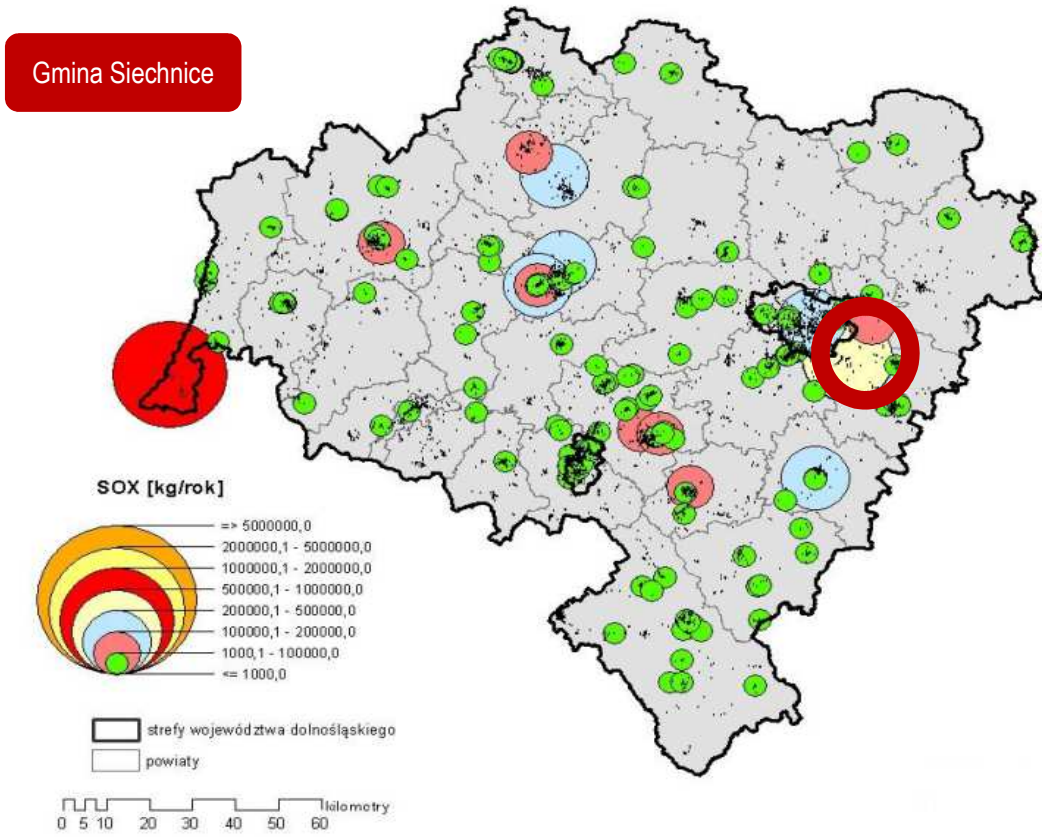 Gmina Siechnice
SOX [kg/rok]
=> 5000000,0
2000000,1 - 5000000,0
1000000,1 - 2000000,0
500000,1 - 1000000,0
200000,1 - 500000,0
100000,1 - 200000,0
1000,1 - 100000,0
<= 1000,0
strefy województwa dolnośląskiego
powiaty
kilometry
0 5 10 20 30 40 50 60